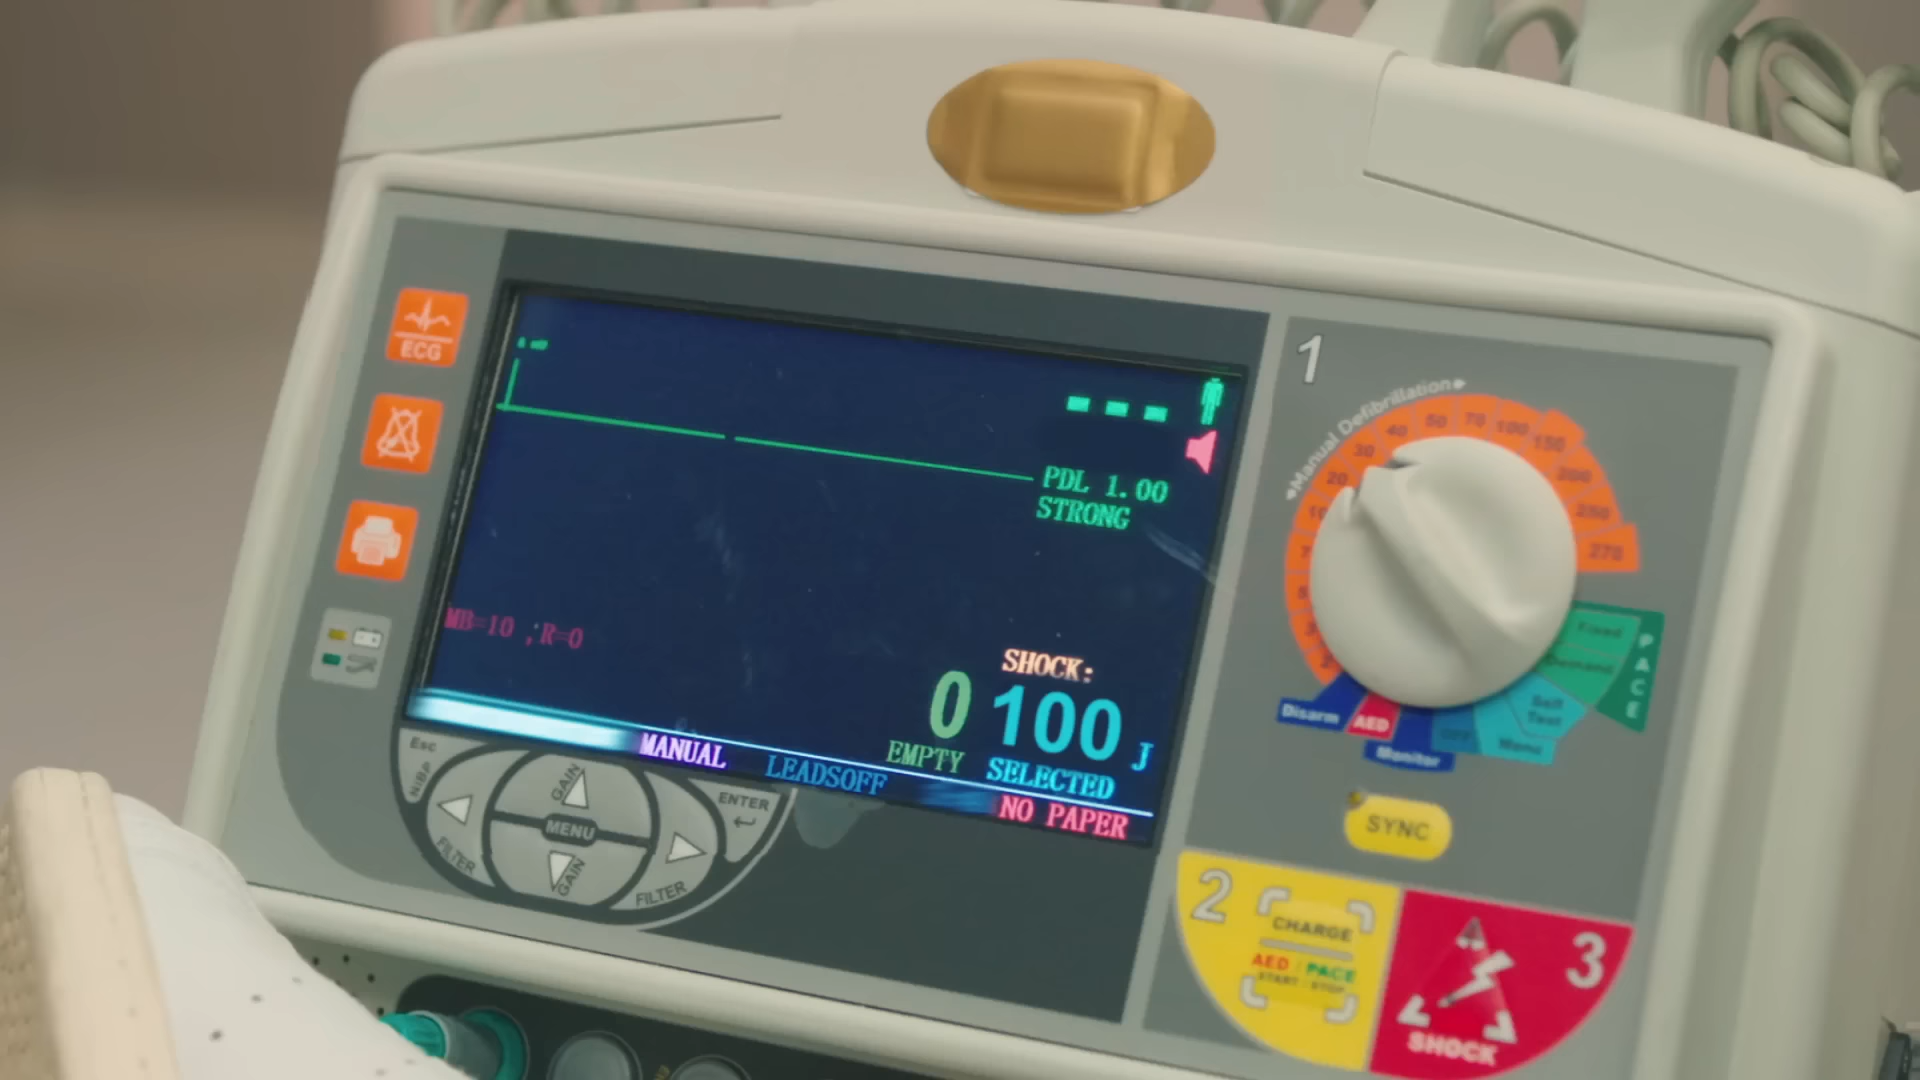 ECG
PDL 1.00
STRONG
MB=10 ,R=0
SHOCK:
0 100 J
EMPTY SELECTED
MANUAL
LEADSOFF
NO PAPER
Esc
NIBP
GAIN
MENU
GAIN
FILTER
FILTER
ENTER
1
Manual Defibrillation
10
20
30
40
50
70
100
150
200
270
Fixed
Demand
PACE
Self
Test
Menu
Monitor
AED
Disarm
SYNC
2
CHARGE
AED PACE
START STOP
3
SHOCK